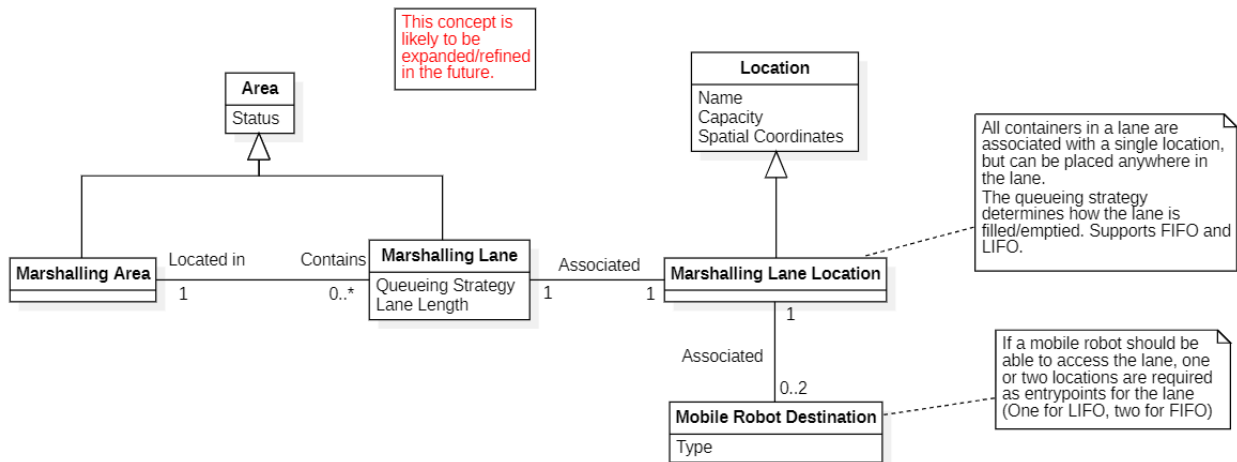 This concept is
likely to be
expanded/refined
in the future.
Area
Status
Location
Name
Capacity
Spatial Coordinates
All containers in a lane are
associated with a single location,
but can be placed anywhere in
the lane.
The queueing strategy
determines how the lane is
filled/emptied. Supports FIFO and
LIFO.
Marshalling Area
Located in
1
Contains
0..*
Marshalling Lane
Queueing Strategy
Lane Length
Associated
1
1
Marshalling Lane Location
1
Associated
0..2
If a mobile robot should be
able to access the lane, one
or two locations are required
as entrypoints for the lane
(One for LIFO, two for FIFO)
Mobile Robot Destination
Type